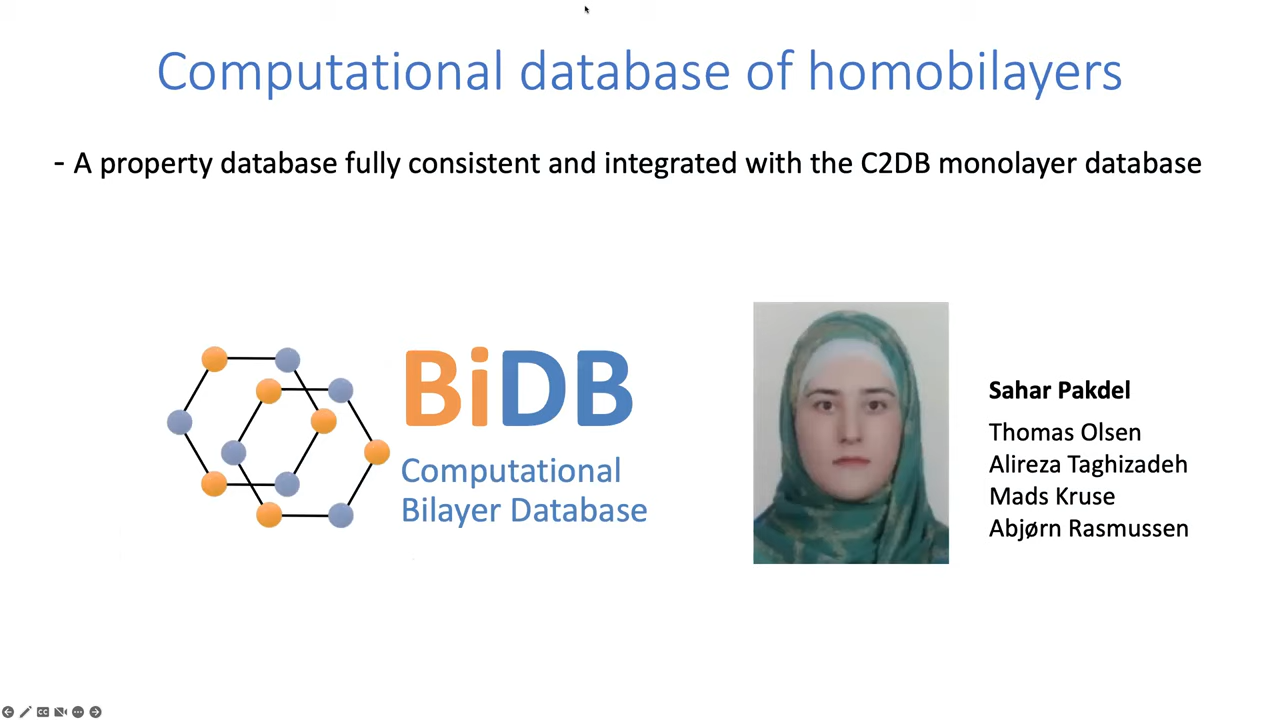 Computational database of homobilayers
- A property database fully consistent and integrated with the C2DB monolayer database
BiDB
Computational
Bilayer Database
Sahar Pakdel
Thomas Olsen
Alireza Taghizadeh
Mads Kruse
Abjørn Rasmussen
CC